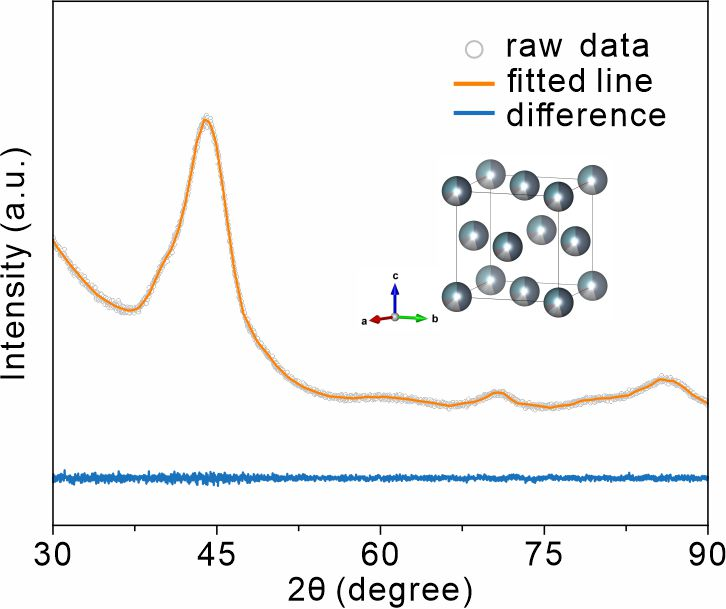 raw data
fitted line
difference
Intensity (a.u.)
c
a
b
30
45
60
75
90
2θ (degree)